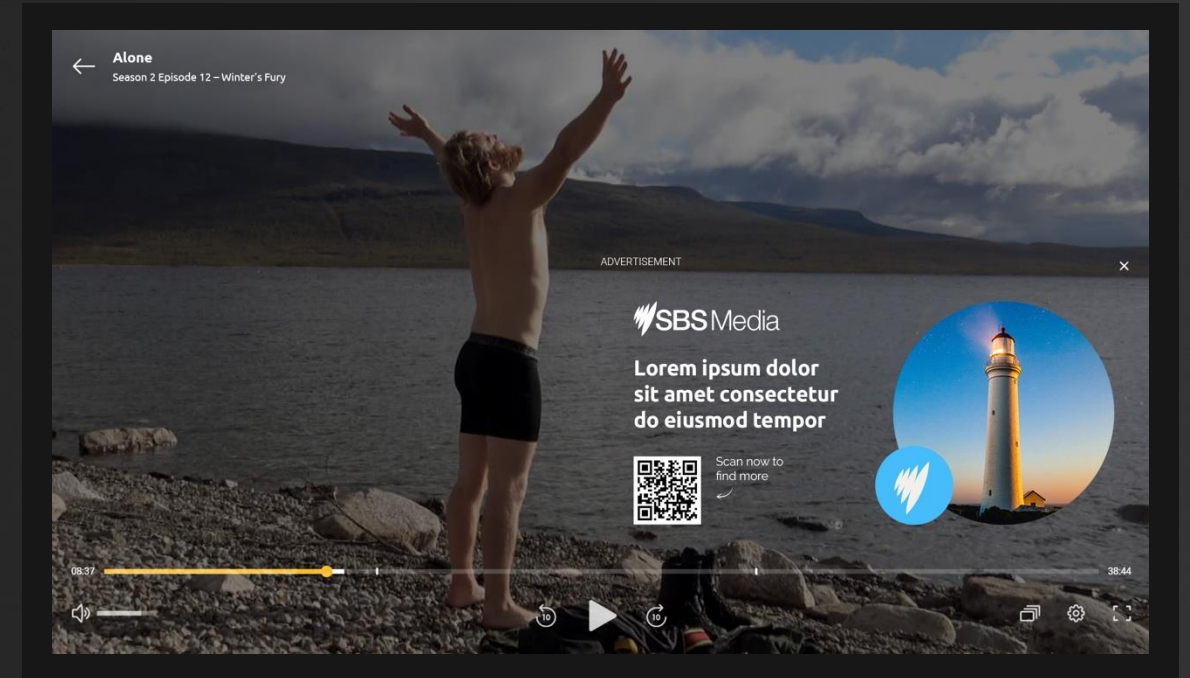 Alone
Season 2 Episode 12 – Winter's Fury
ADVERTISEMENT
SBS Media
Lorem ipsum dolor
sit amet consectetur
do eiusmod tempor
Scan now to
find more
08:37
38:44
10
10